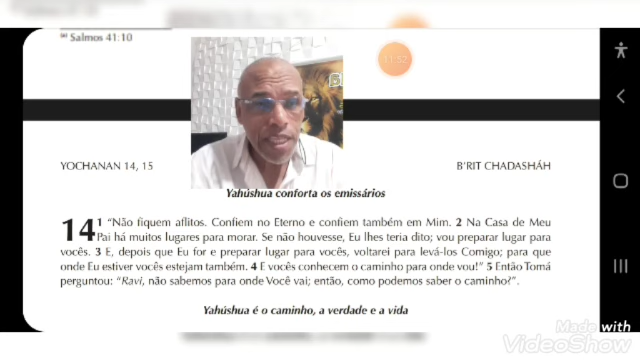 [a] Salmos 41:10
11:52
YOCHANAN 14, 15
B'RIT CHADASHÁH
Yahúshua conforta os emissários
14 1 “Não fiquem aflitos. Confiem no Eterno e confiem também em Mim. 2 Na Casa de Meu
Pai há muitos lugares para morar. Se não houvesse, Eu lhes teria dito; vou preparar lugar para
vocês. 3 E, depois que Eu for e preparar lugar para vocês, voltarei para levá-los Comigo; para que
onde Eu estiver vocês estejam também. 4 E vocês conhecem o caminho para onde vou!” 5 Então Tomá
perguntou: “Ravi, não sabemos para onde Você vai; então, como podemos saber o caminho?”.
Yahúshua é o caminho, a verdade e a vida
Made with
VideoShow